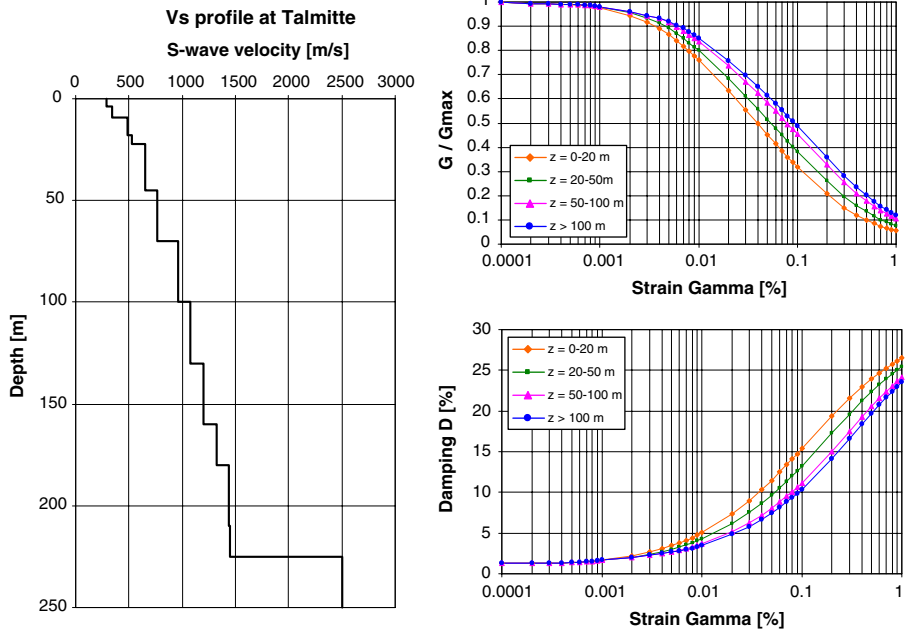 Vs profile at Talmitte
S-wave velocity [m/s]
0 500 1000 1500 2000 2500 3000
0
50
100
150
200
250
Depth [m]
1
0.9
0.8
0.7
0.6
0.5
0.4
0.3
0.2
0.1
0
G / Gmax
z = 0-20 m
z = 20-50m
z = 50-100 m
z > 100 m
0.0001 0.001 0.01 0.1 1
Strain Gamma [%]
30
25
20
15
10
5
0
Damping D [%]
z = 0-20 m
z = 20-50 m
z = 50-100 m
z > 100 m
0.0001 0.001 0.01 0.1 1
Strain Gamma [%]